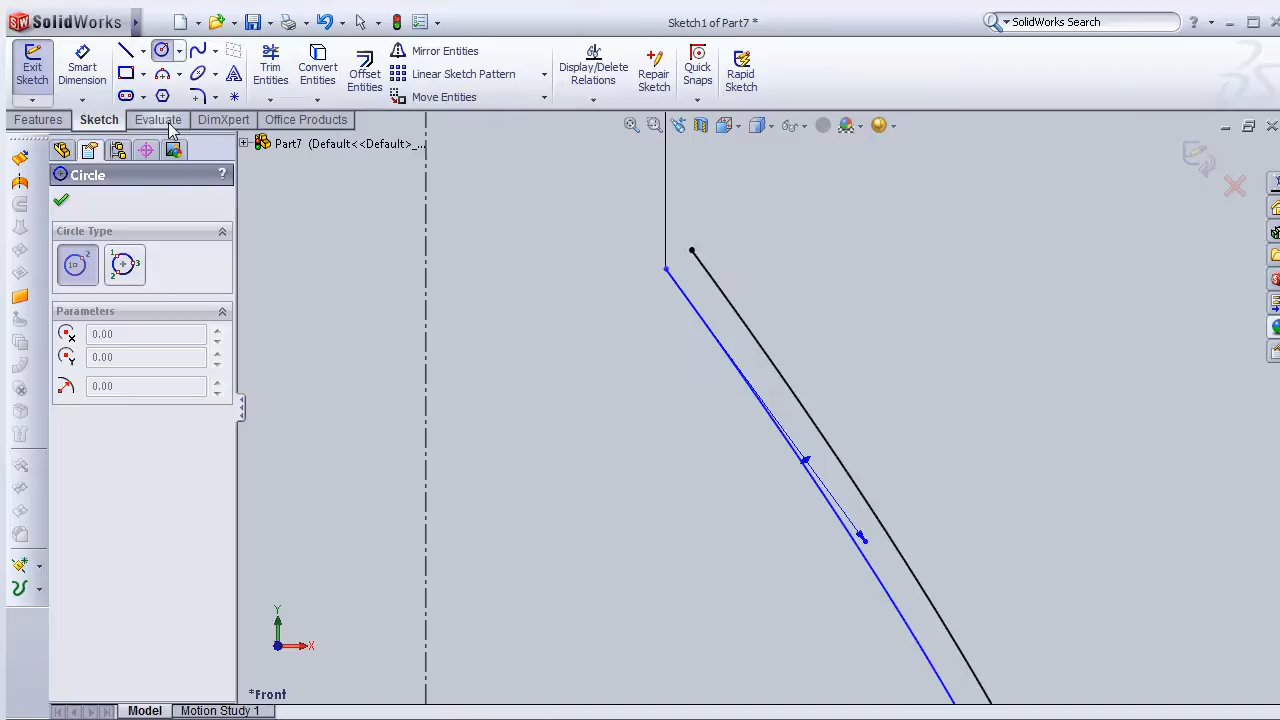 SW SolidWorks
Sketch1 of Part7 *
SolidWorks Search
?
Exit Sketch
Smart Dimension
Trim Entities
Convert Entities
Offset Entities
Mirror Entities
Linear Sketch Pattern
Move Entities
Display/Delete Relations
Repair Sketch
Quick Snaps
Rapid Sketch
Features
Sketch
Evaluate
DimXpert
Office Products
Part7 (Default<<Default>_...
Circle
?
Circle Type
Parameters
0.00
0.00
0.00
Y
X
*Front
Model
Motion Study 1